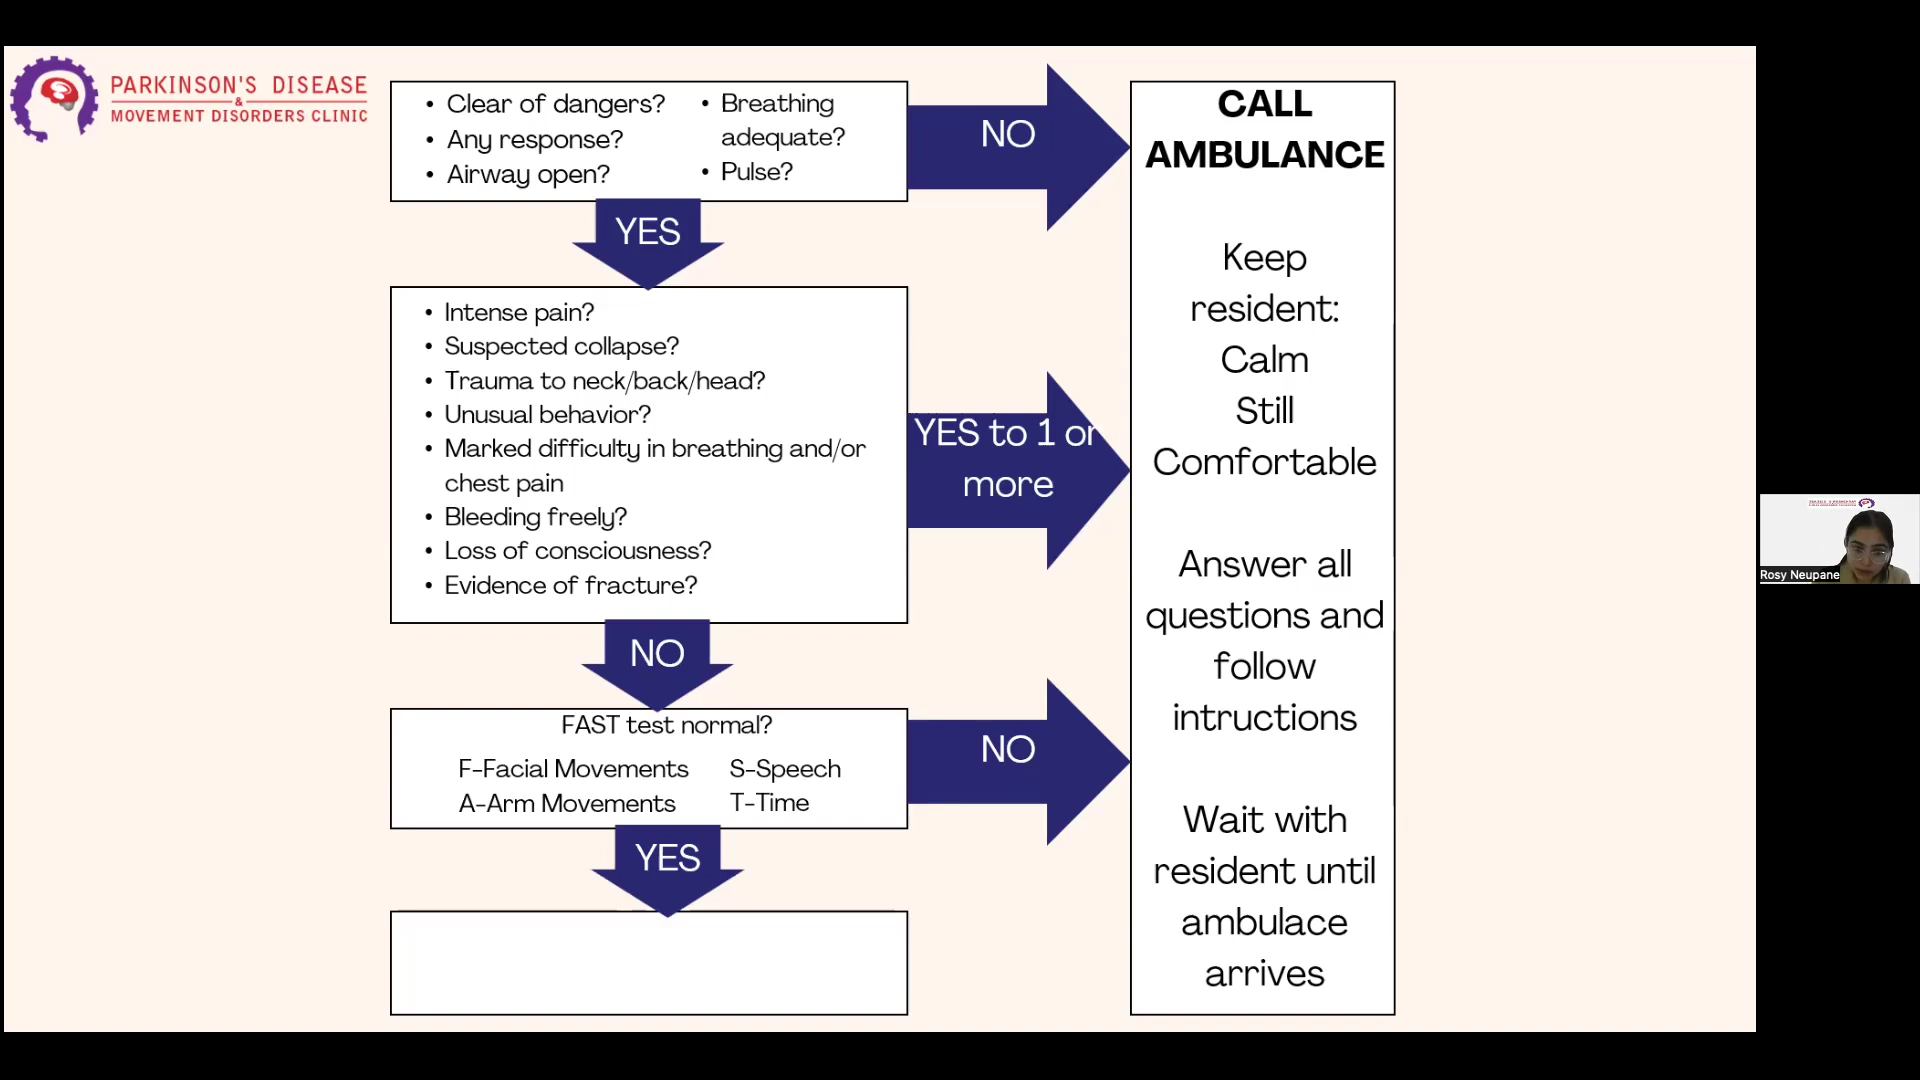 PARKINSON'S DISEASE
&
MOVEMENT DISORDERS CLINIC
• Clear of dangers?
• Any response?
• Airway open?
• Breathing
adequate?
• Pulse?
NO
YES
• Intense pain?
• Suspected collapse?
• Trauma to neck/back/head?
• Unusual behavior?
• Marked difficulty in breathing and/or
chest pain
• Bleeding freely?
• Loss of consciousness?
• Evidence of fracture?
YES to 1 or
more
NO
FAST test normal?
F-Facial Movements
A-Arm Movements
S-Speech
T-Time
NO
YES
CALL
AMBULANCE
Keep
resident:
Calm
Still
Comfortable
Answer all
questions and
follow
intructions
Wait with
resident until
ambulace
arrives
Rosy Neupane